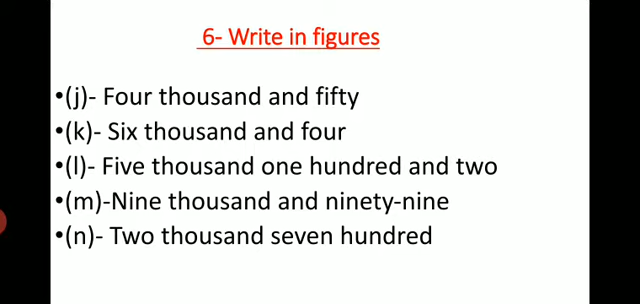 6- Write in figures
•(j)- Four thousand and fifty
•(k)- Six thousand and four
•(l)- Five thousand one hundred and two
•(m)-Nine thousand and ninety-nine
•(n)- Two thousand seven hundred